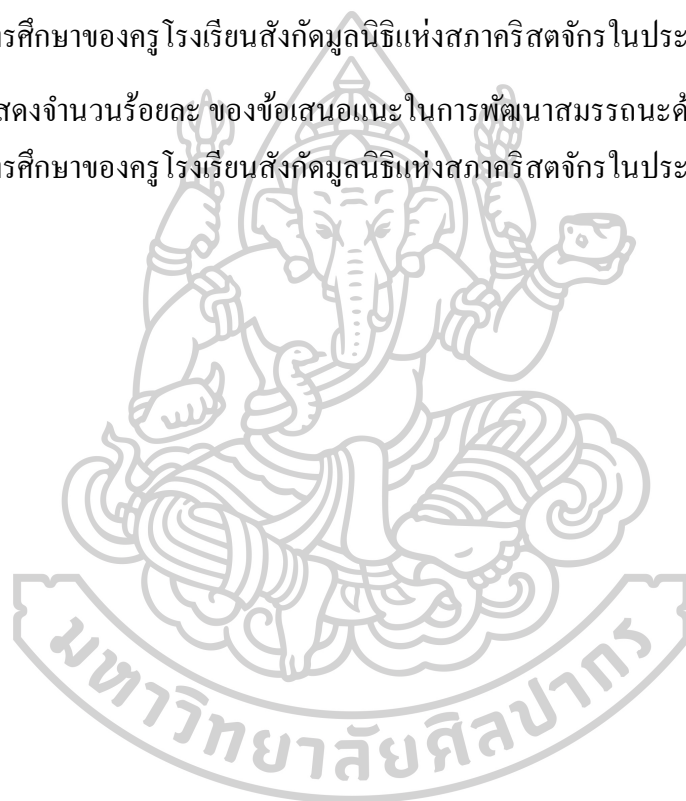 รศึกษาของครูโรงเรียนสังกัดมูลนิธิแห่งสภาคริสตจักรในประ
สดงจำนวนร้อยละ ของข้อเสนอแนะในการพัฒนาสมรรถนะด้
รศึกษาของครูโรงเรียนสังกัดมูลนิธิแห่งสภาคริสตจักรในประ
มหาวิทยาลัยศิลปากร